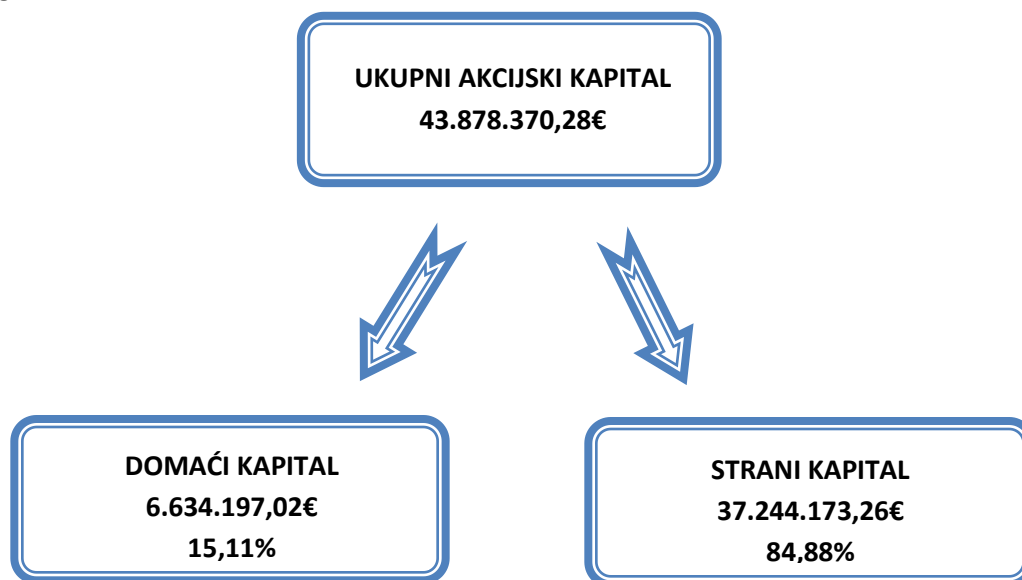 UKUPNI AKCIJSKI KAPITAL
43.878.370,28€
DOMAĆI KAPITAL
6.634.197,02€
15,11%
STRANI KAPITAL
37.244.173,26€
84,88%